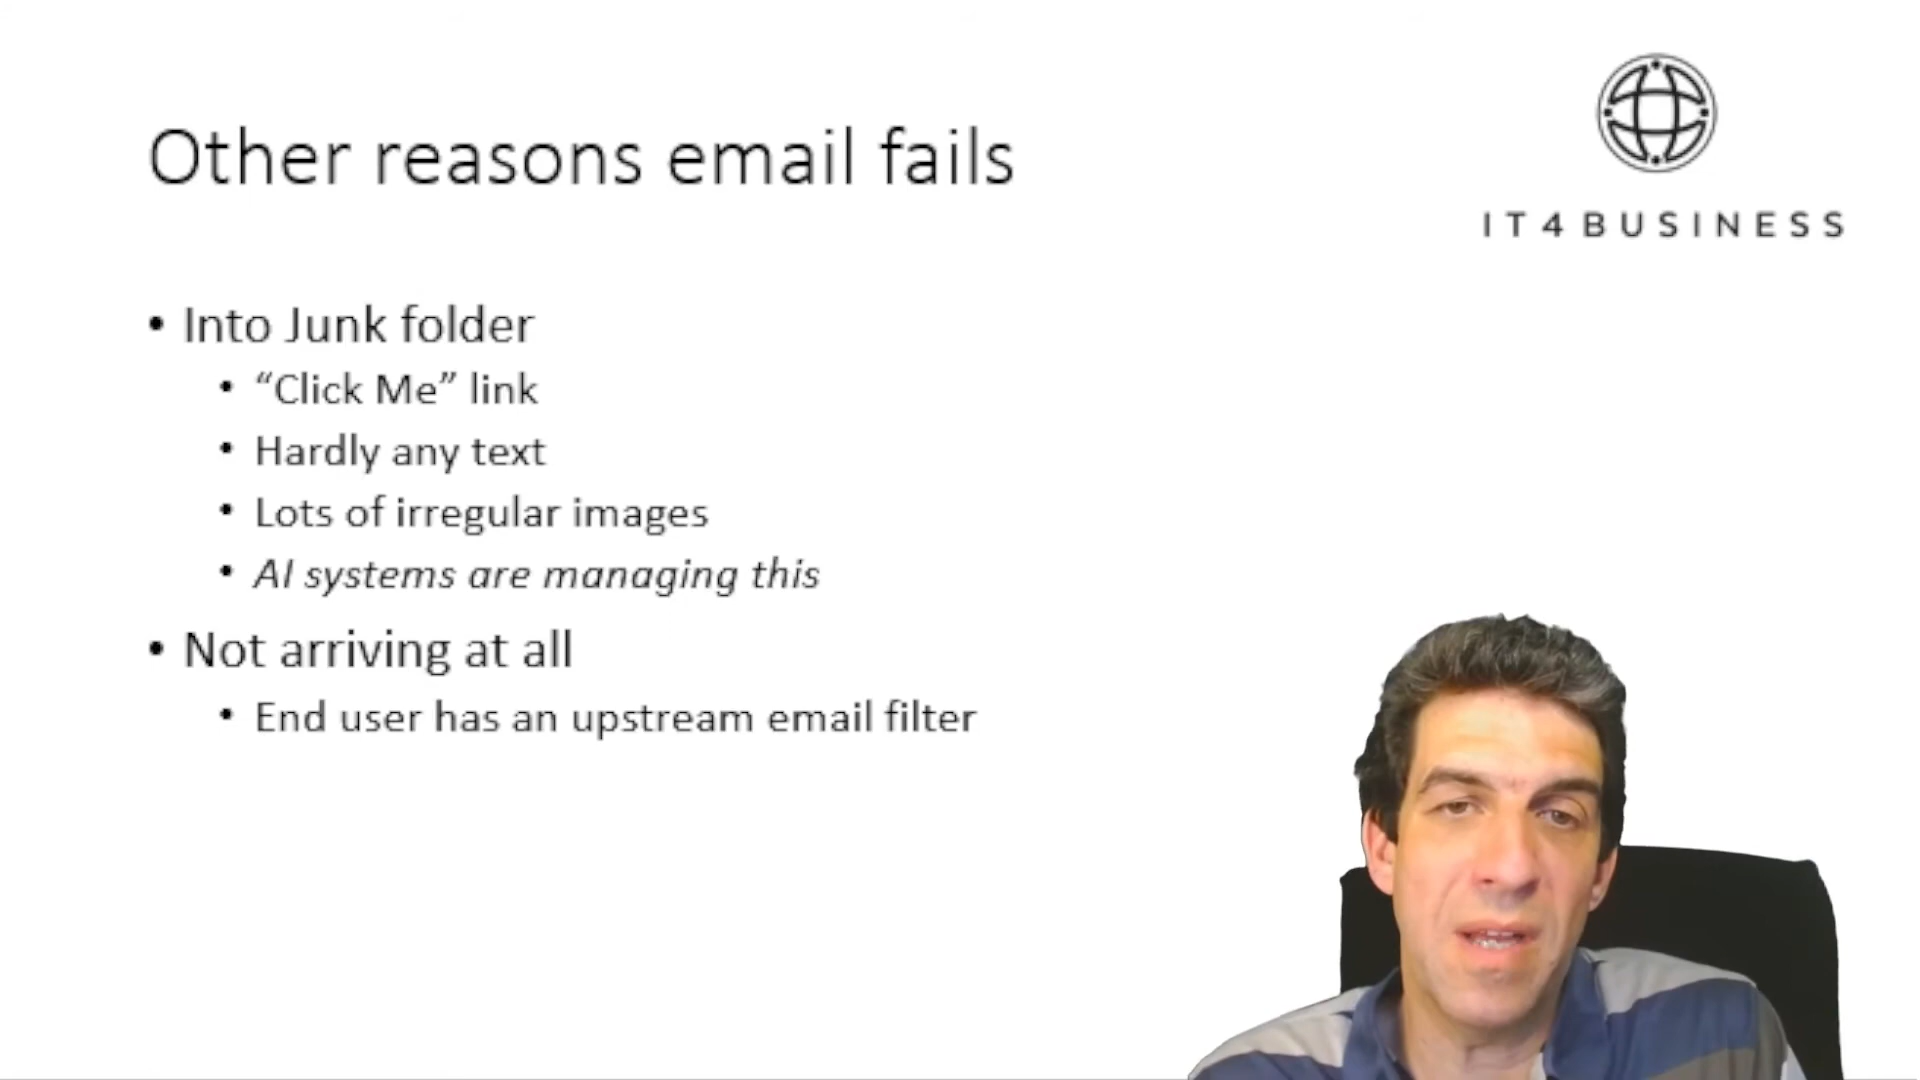 Other reasons email fails
IT4BUSINESS
• Into Junk folder
• “Click Me” link
• Hardly any text
• Lots of irregular images
• AI systems are managing this
• Not arriving at all
• End user has an upstream email filter